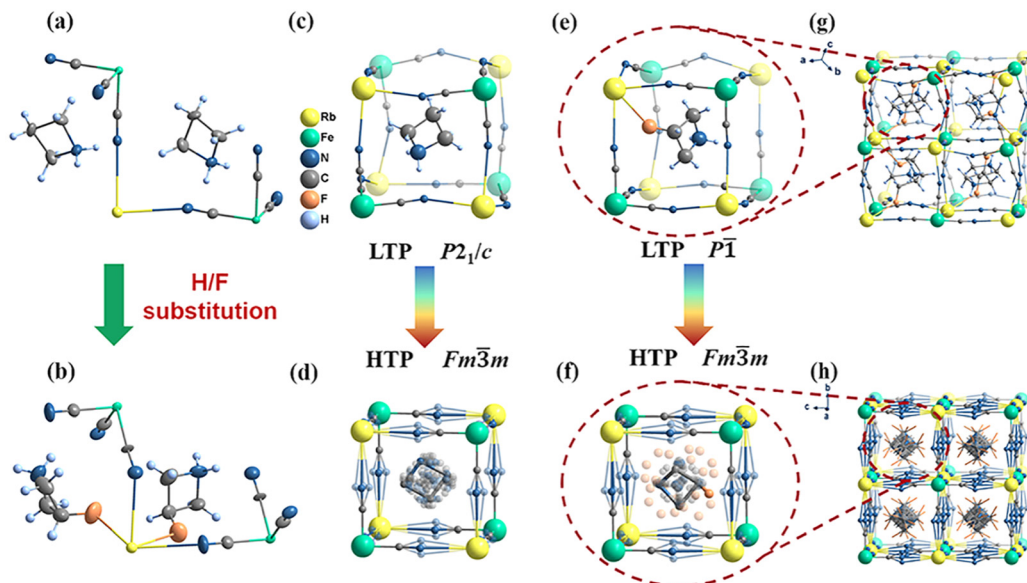 (a)
(c)
(e)
(g)
Rb
Fe
N
C
F
H
c
a
b
LTP P2₁/c
LTP P1̅
H/F
substitution
HTP Fm3̅m
HTP Fm3̅m
(b)
(d)
(f)
(h)
b
c
a